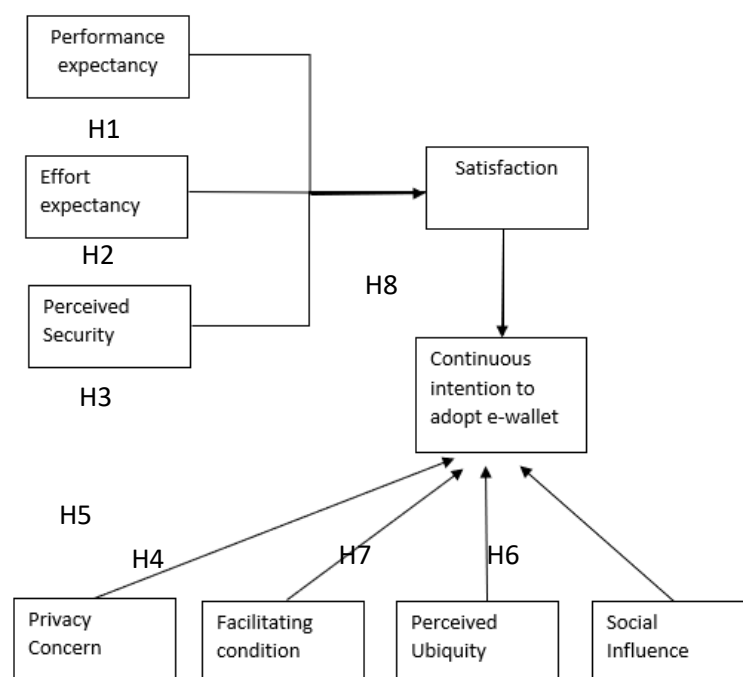 Performance
expectancy
H1
Effort
expectancy
H2
Satisfaction
Perceived
Security
H8
H3
Continuous
intention to
adopt e-wallet
H5
H4
H7
H6
Privacy
Concern
Facilitating
condition
Perceived
Ubiquity
Social
Influence